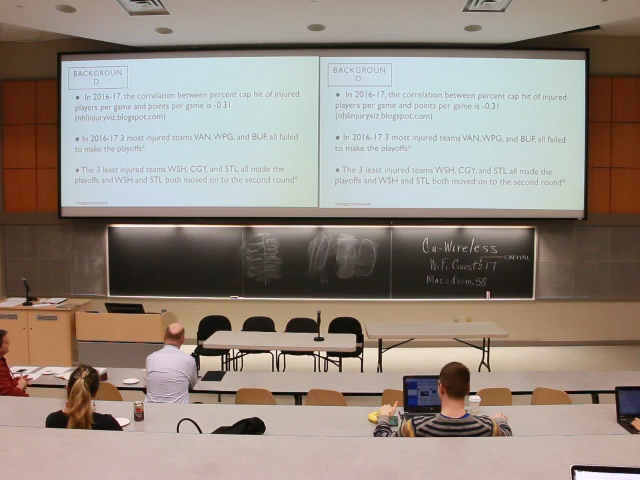 BACKGROUN
D:
• In 2016-17, the correlation between percent cap hit of injured
players per game and points per game is -0.31
(nhlinjuryviz.blogspot.com)
• In 2016-17 3 most injured teams VAN, WPG, and BUF, all failed
to make the playoffs*
• The 3 least injured teams WSH, CGY, and STL all made the
playoffs and WSH and STL both moved on to the second round*
BACKGROUN
D:
• In 2016-17, the correlation between percent cap hit of injured
players per game and points per game is -0.31
(nhlinjuryviz.blogspot.com)
• In 2016-17 3 most injured teams VAN, WPG, and BUF, all failed
to make the playoffs*
• The 3 least injured teams WSH, CGY, and STL all made the
playoffs and WSH and STL both moved on to the second round*
Cu-Wireless
CAPITAL
WiFi Guest:17